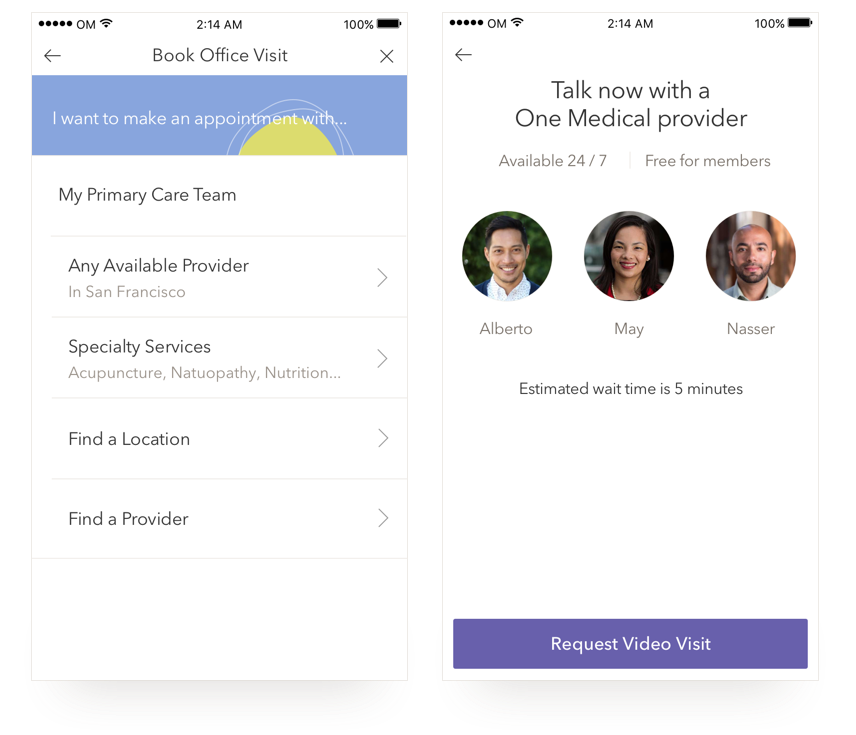 OM 2:14 AM 100%
Book Office Visit
I want to make an appointment with...
My Primary Care Team
Any Available Provider
In San Francisco
Specialty Services
Acupuncture, Natuopathy, Nutrition...
Find a Location
Find a Provider
OM 2:14 AM 100%
Talk now with a
One Medical provider
Available 24 / 7 Free for members
Alberto May Nasser
Estimated wait time is 5 minutes
Request Video Visit